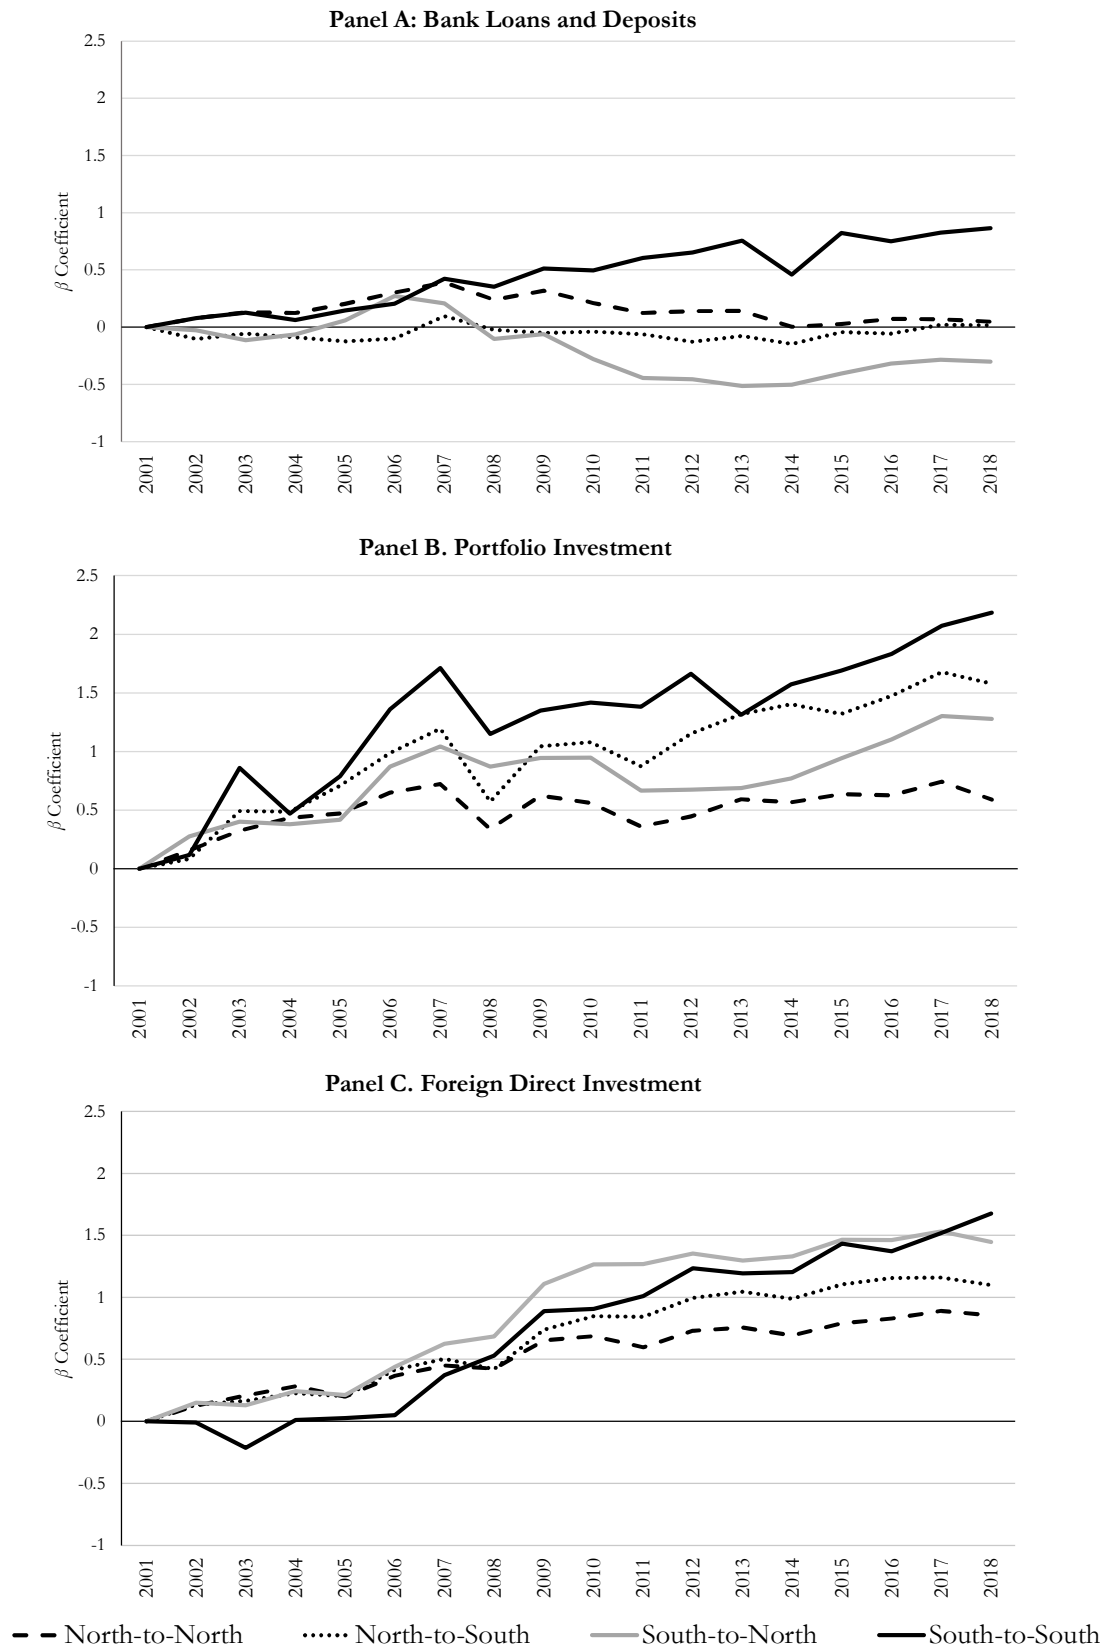 Panel A: Bank Loans and Deposits
2.5
2
1.5
1
0.5
0
-0.5
-1
β Coefficient
2001 2002 2003 2004 2005 2006 2007 2008 2009 2010 2011 2012 2013 2014 2015 2016 2017 2018
Panel B. Portfolio Investment
2.5
2
1.5
1
0.5
0
-0.5
-1
β Coefficient
2001 2002 2003 2004 2005 2006 2007 2008 2009 2010 2011 2012 2013 2014 2015 2016 2017 2018
Panel C. Foreign Direct Investment
2.5
2
1.5
1
0.5
0
-0.5
-1
β Coefficient
2001 2002 2003 2004 2005 2006 2007 2008 2009 2010 2011 2012 2013 2014 2015 2016 2017 2018
North-to-North North-to-South South-to-North South-to-South